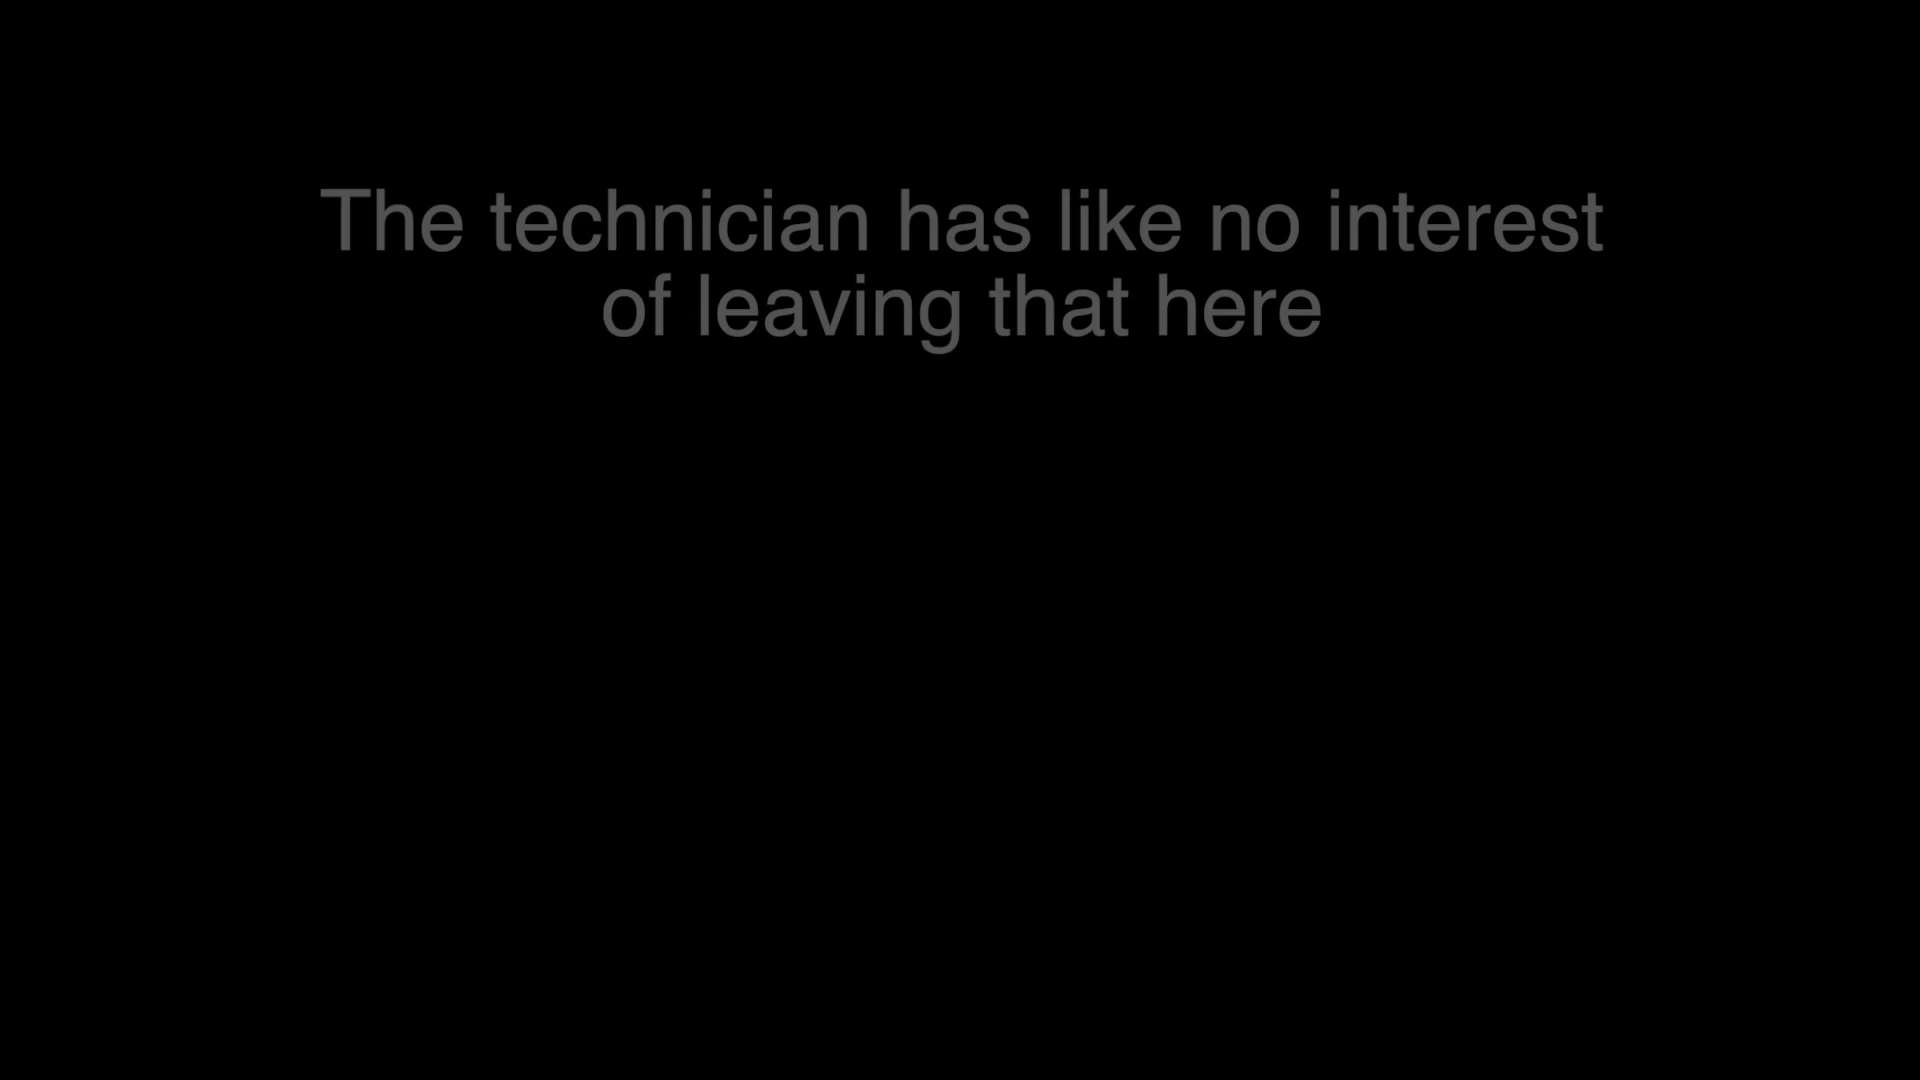 The technician has like no interest
of leaving that here